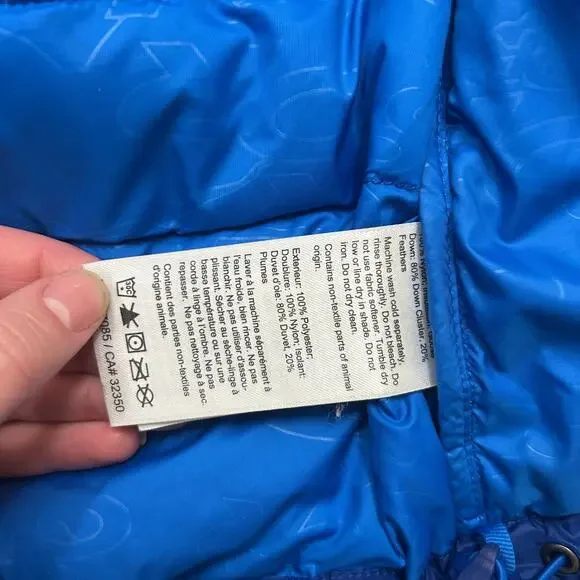 100% Nylon;
Down: 80% Down Cluster, 20%
Feathers
Machine wash cold separately,
rinse thoroughly. Do not bleach. Do
not use fabric softener. Tumble dry
low or line dry in shade. Do not
iron. Do not dry clean.
Contains non-textile parts of animal
origin.
Exterieur: 100% Polyester;
Doublure: 100% Nylon; Isolant:
Duvet d'oie: 80% Duvet, 20%
Plumes
Laver à la machine séparément à
l'eau froide, bien rincer. Ne pas
blanchir. Ne pas utiliser d'assou-
plissant. Sécher au sèche-linge à
basse température ou sur une
corde à linge à l'ombre. Ne pas
repasser. Ne pas nettoyage à sec.
Contient des parties non-textiles
d'origine animale.
CA# 32350